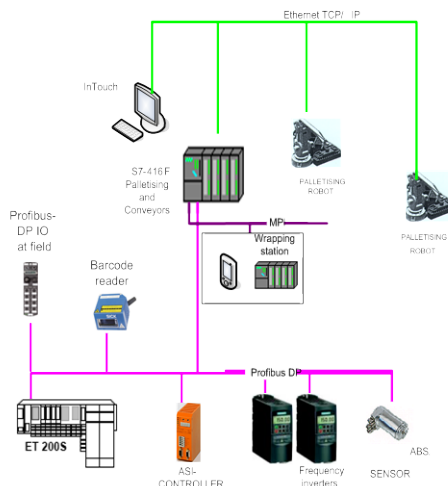 Ethernet TCP/ IP
InTouch
S7-416F
Palletising
and
Conveyors
PALLETISING
ROBOT
PALLETISING
ROBOT
MPi
Wrapping
station
Profibus-
DP IO
at field
Barcode
reader
Profibus DP
ET 200S
ASI-
CONTROLLER
Frequency
inverters
ABS.
SENSOR